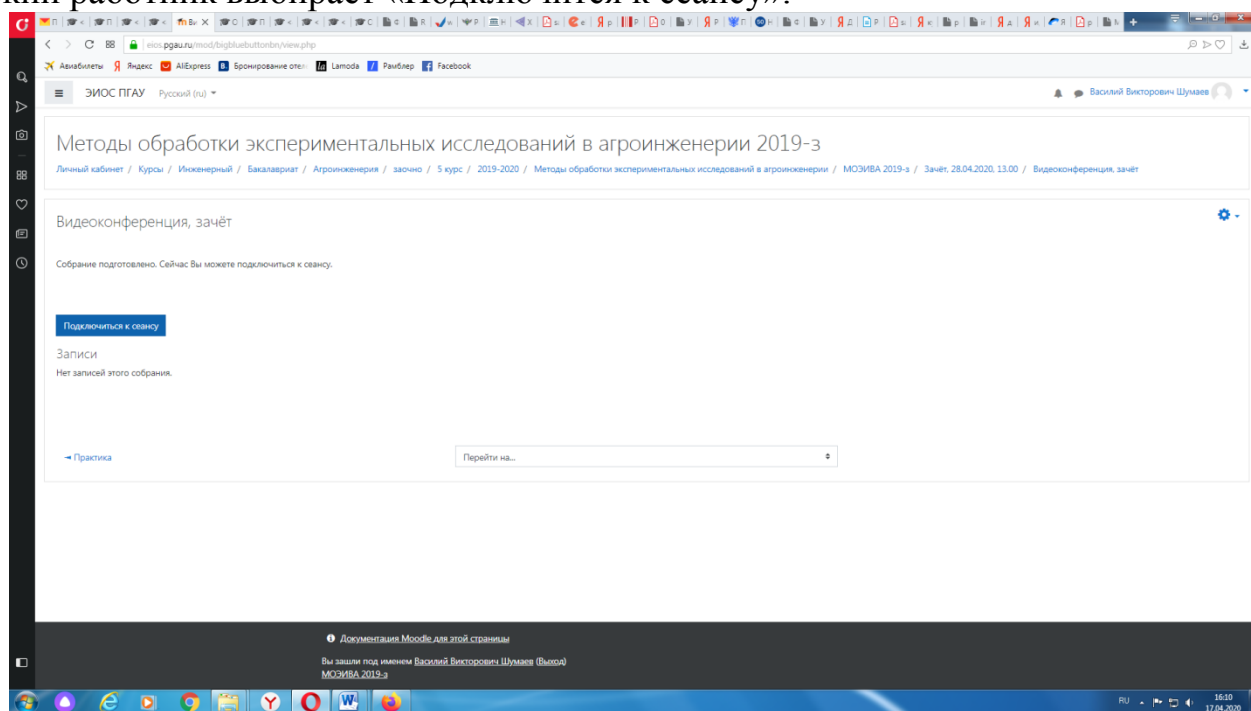 работник выбирает «Подключится к сеансу».
eios.pgau.ru/mod/bigbluebuttonbn/view.php
Авиабилеты Яндекс AliExpress Бронирование отел Lamoda Рамблер Facebook
ЭИОС ПГАУ Русский (ru) Василий Викторович Шумаев
Методы обработки экспериментальных исследований в агроинженерии 2019-з
Личный кабинет / Курсы / Инженерный / Бакалавриат / Агроинженерия / заочно / 5 курс / 2019-2020 / Методы обработки экспериментальных исследований в агроинженерии / МОЭИВА 2019-з / Зачёт, 28.04.2020, 13.00 / Видеоконференция, зачёт
Видеоконференция, зачёт
Собрание подготовлено. Сейчас Вы можете подключиться к сеансу.
Подключиться к сеансу
Записи
Нет записей этого собрания.
◄ Практика
Перейти на...
Документация Moodle для этой страницы
Вы зашли под именем Василий Викторович Шумаев (Выход)
МОЭИВА 2019-з
RU 16:10
17.04.2020